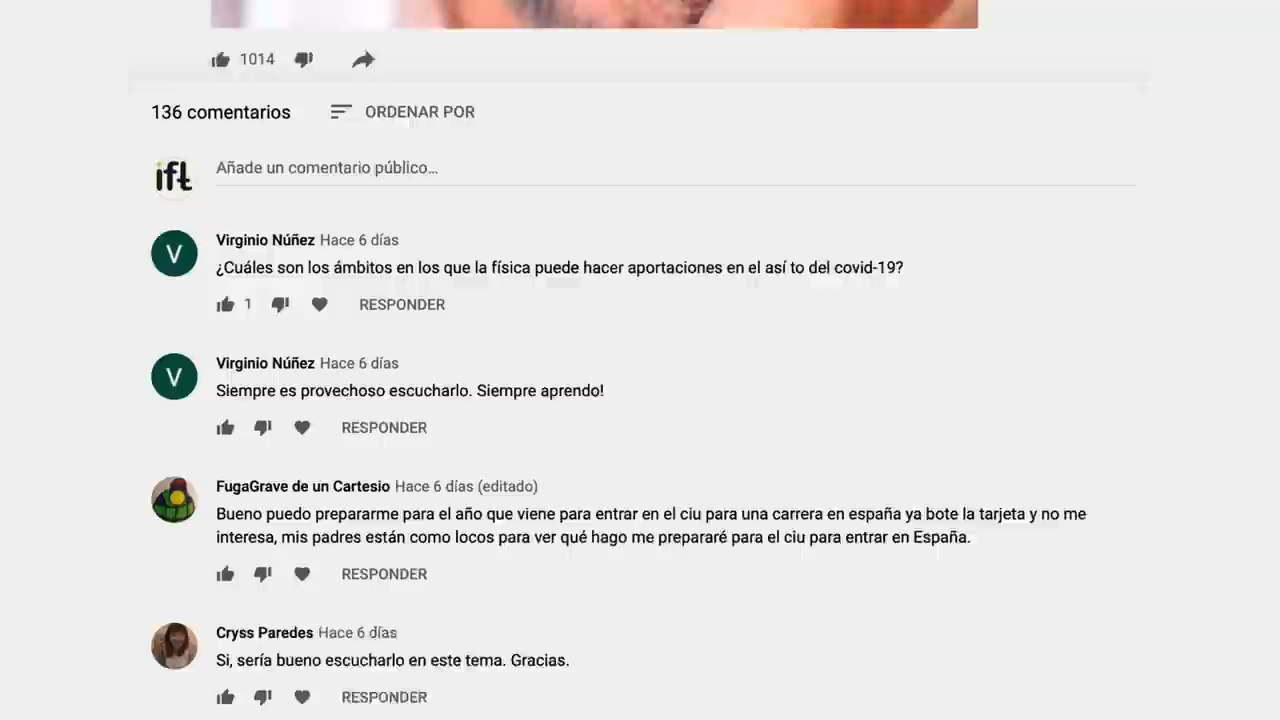 1014
136 comentarios
ORDENAR POR
ift
Añade un comentario público...
V
Virginio Núñez Hace 6 días
¿Cuáles son los ámbitos en los que la física puede hacer aportaciones en el así to del covid-19?
1
RESPONDER
V
Virginio Núñez Hace 6 días
Siempre es provechoso escucharlo. Siempre aprendo!
RESPONDER
FugaGrave de un Cartesio Hace 6 días (editado)
Bueno puedo prepararme para el año que viene para entrar en el ciu para una carrera en españa ya bote la tarjeta y no me
interesa, mis padres están como locos para ver qué hago me prepararé para el ciu para entrar en España.
RESPONDER
Cryss Paredes Hace 6 días
Si, sería bueno escucharlo en este tema. Gracias.
RESPONDER